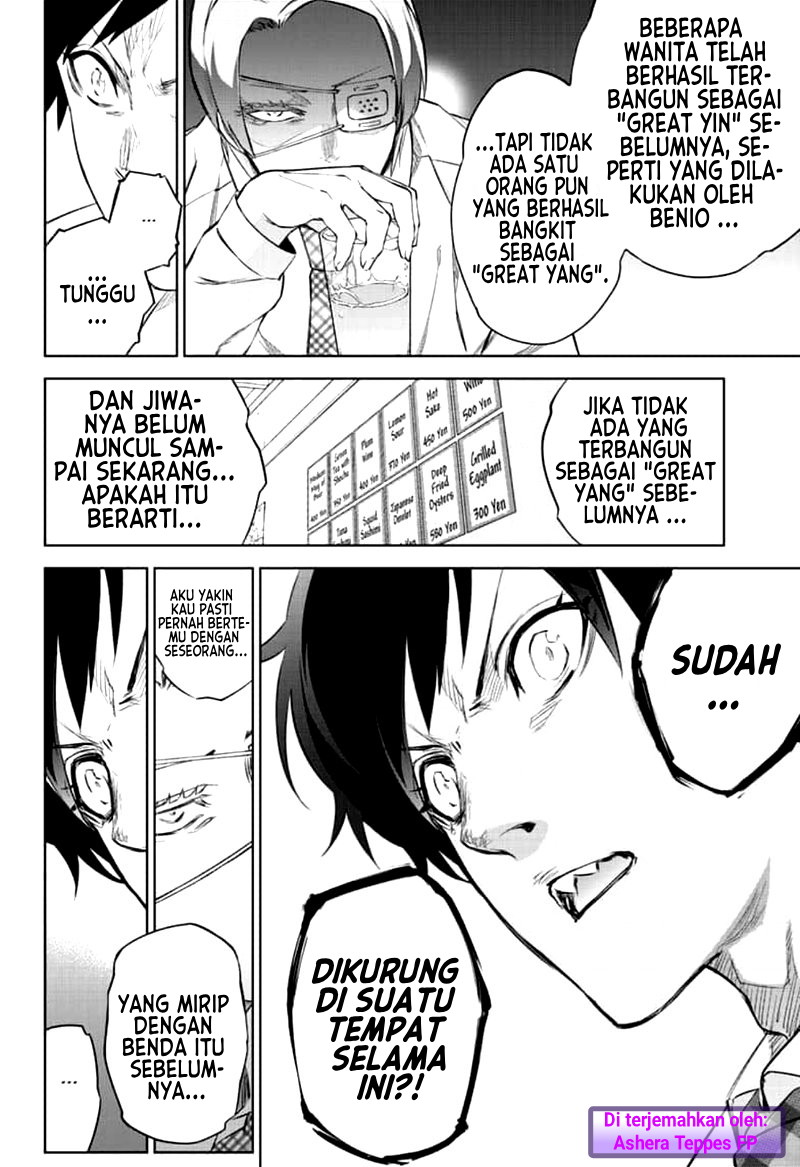 BEBERAPA
WANITA TELAH
BERHASIL TER-
BANGUN SEBAGAI
"GREAT YIN" SE-
BELUMNYA, SE-
PERTI YANG DILA-
KUKAN OLEH
BENIO ...
...TAPI TIDAK
ADA SATU
ORANG PUN
YANG BERHASIL
BANGKIT
SEBAGAI
"GREAT YANG".
...
...
TUNGGU
...
JIKA TIDAK
ADA YANG
TERBANGUN
SEBAGAI "GREAT
YANG" SEBE-
LUMNYA ...
500 Yen
Hot
Sake
450 Yen
Lemon
Sour
370 Yen
Plum
Wine
400 Yen
Grilled
Eggplant
300 Yen
Deep
Fried
Oysters
550 Yen
Japanese
Omelet
Squid
Sashimi
DAN JIWA-
NYA BELUM
MUNCUL SAM-
PAI SEKARANG...
APAKAH ITU
BERARTI...
SUDAH
...
DIKURUNG
DI SUATU
TEMPAT
SELAMA
INI?!
AKU YAKIN
KAU PASTI
PERNAH BERTE-
MU DENGAN
SESEORANG...
YANG MIRIP
DENGAN
BENDA ITU
SEBELUM-
NYA...
...
Di terjemahkan oleh:
Ashera Teppes FP